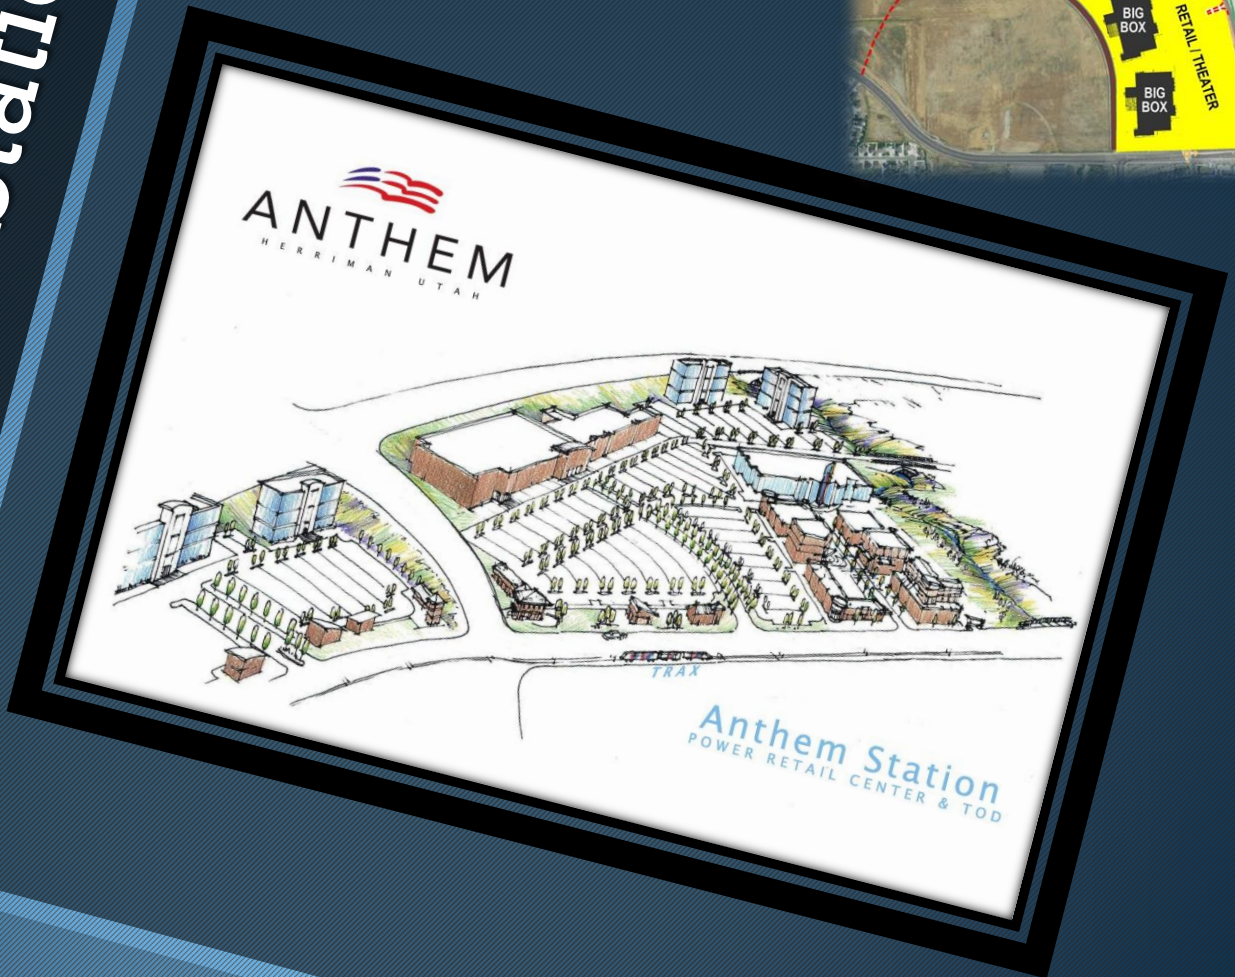 BIG
BOX
RETAIL / THEATER
BIG
BOX
ANTHEM
HERRIMAN UTAH
TRAX
Anthem Station
POWER RETAIL CENTER & TOD